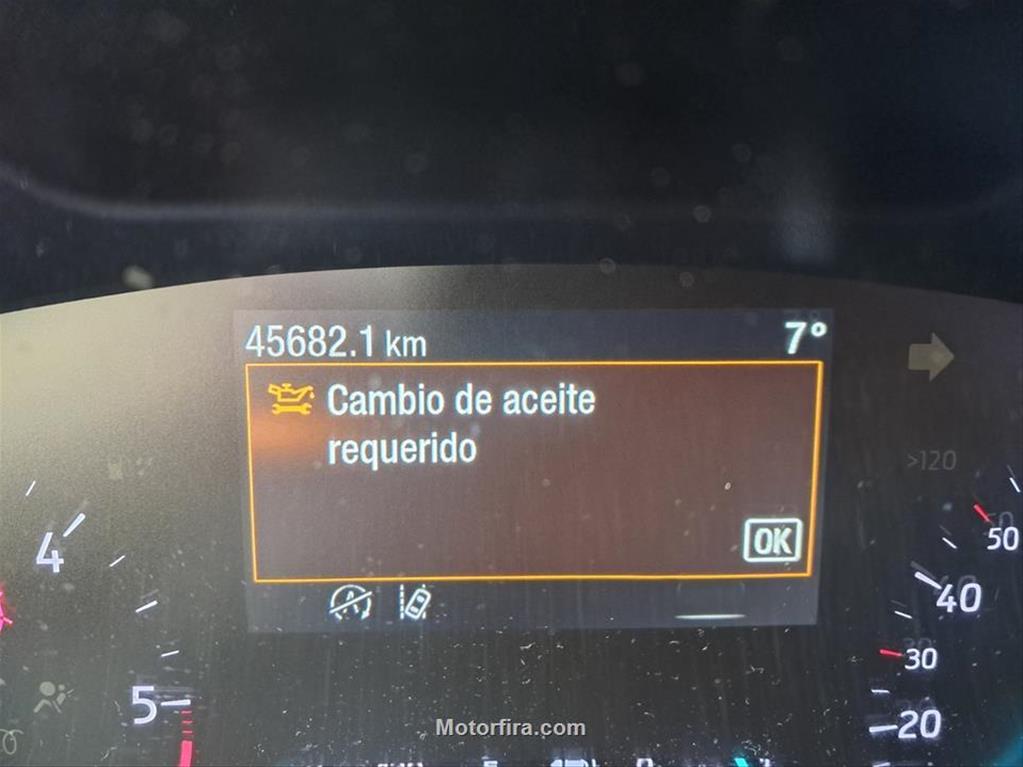 45682.1 km 7°
Cambio de aceite
requerido
OK
>120
4
50
40
30
5
20
Motorfira.com